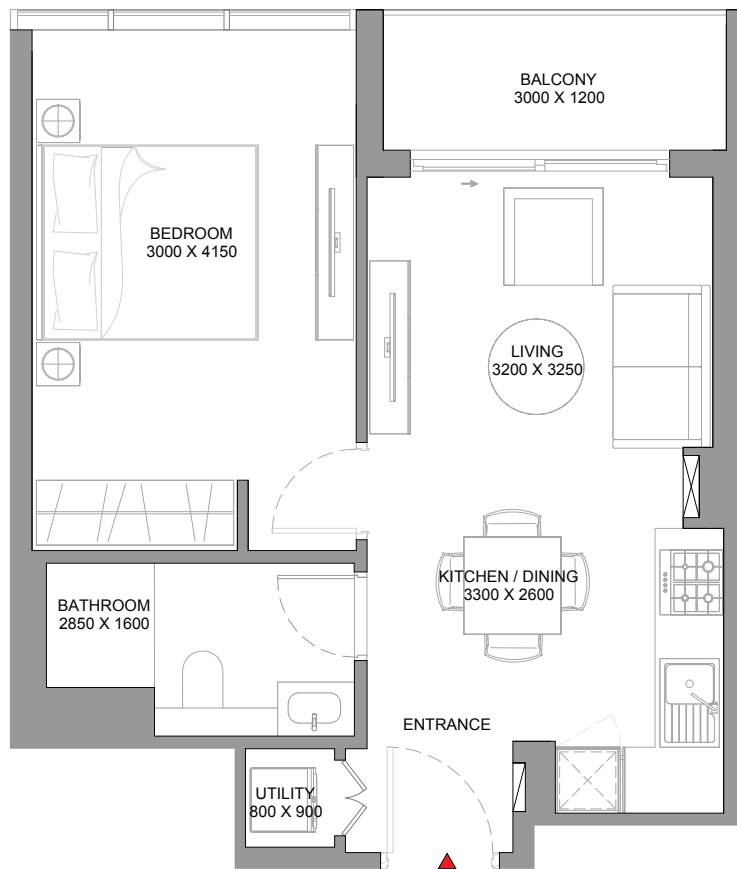 BALCONY
3000 X 1200
BEDROOM
3000 X 4150
LIVING
3200 X 3250
KITCHEN / DINING
3300 X 2600
BATHROOM
2850 X 1600
ENTRANCE
UTILITY
800 X 900